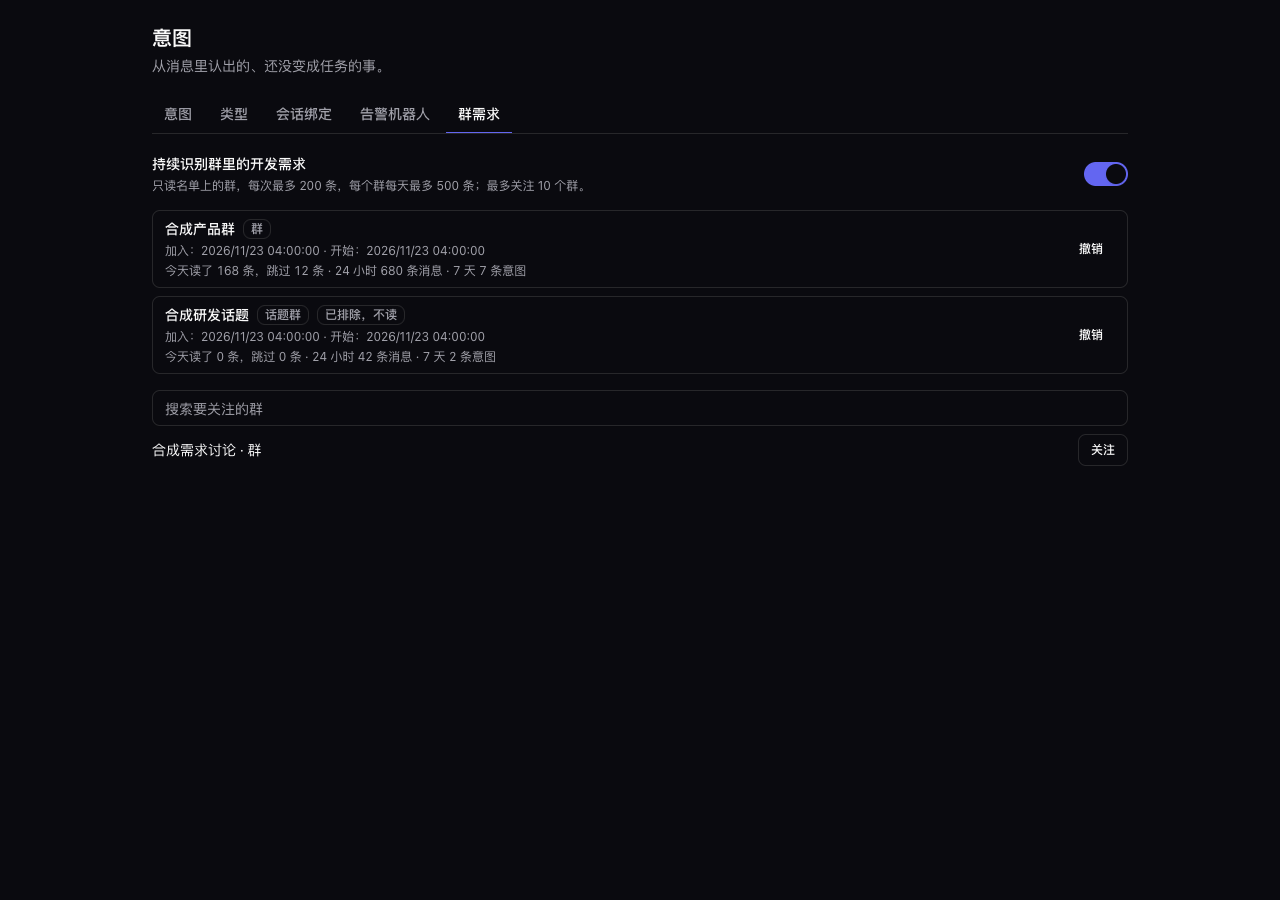 意图
从消息里认出的、还没变成任务的事。
意图 类型 会话绑定 告警机器人 群需求
持续识别群里的开发需求
只读名单上的群，每次最多 200 条，每个群每天最多 500 条；最多关注 10 个群。
合成产品群 群
加入：2026/11/23 04:00:00 · 开始：2026/11/23 04:00:00
撤销
今天读了 168 条，跳过 12 条 · 24 小时 680 条消息 · 7 天 7 条意图
合成研发话题 话题群 已排除，不读
加入：2026/11/23 04:00:00 · 开始：2026/11/23 04:00:00
撤销
今天读了 0 条，跳过 0 条 · 24 小时 42 条消息 · 7 天 2 条意图
搜索要关注的群
合成需求讨论 · 群 关注